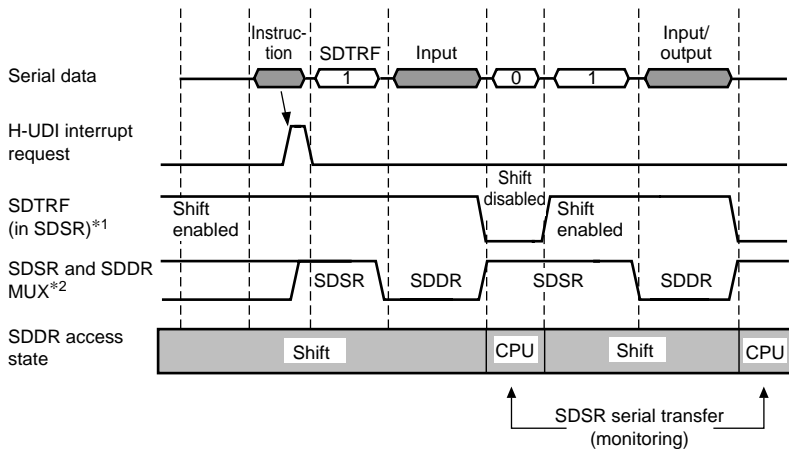 Instruc-
tion
SDTRF
Input
Input/
output
Serial data
1
0
1
H-UDI interrupt
request
Shift
disabled
SDTRF
(in SDSR)*1
Shift
enabled
Shift
enabled
SDSR and SDDR
MUX*2
SDSR
SDDR
SDSR
SDDR
SDDR access
state
Shift
CPU
Shift
CPU
SDSR serial transfer
(monitoring)